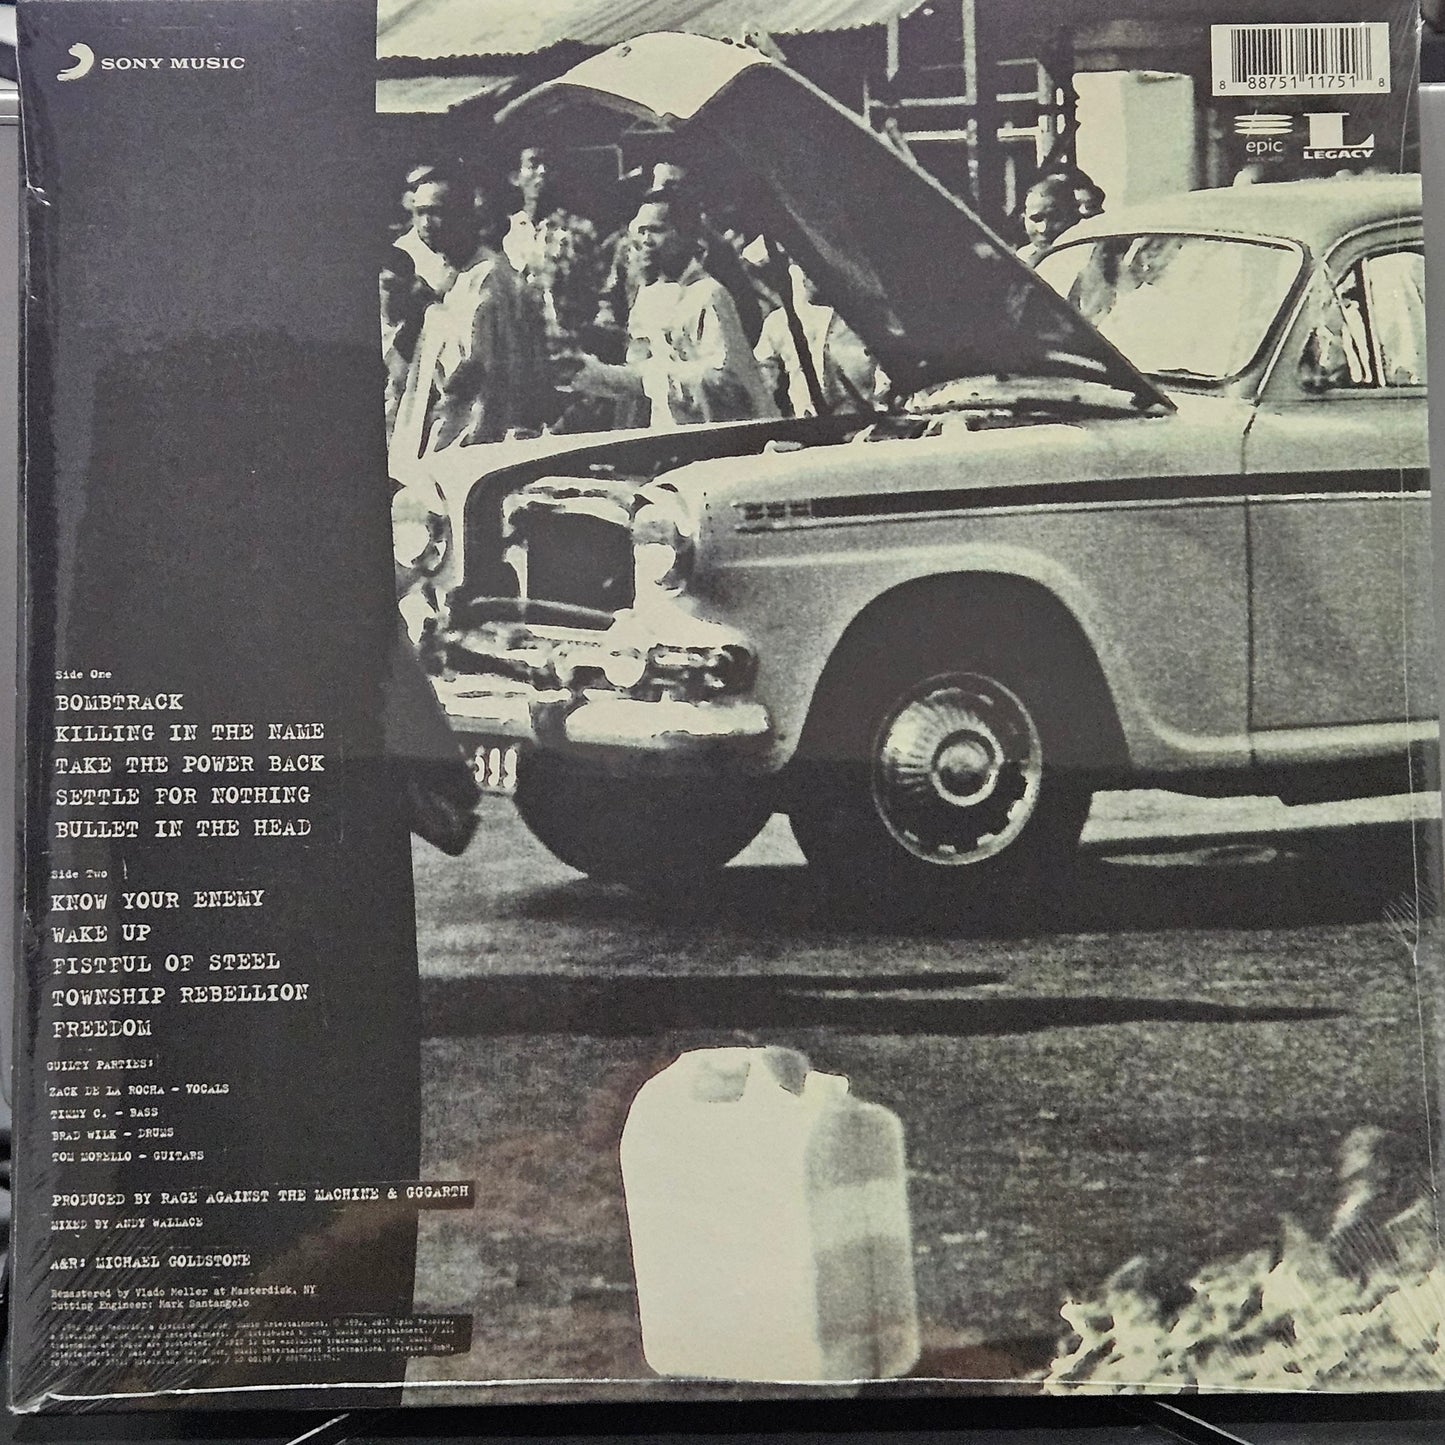 SONY MUSIC
8 88751 11751 8
epic
LEGACY
599
Side One
BOMBTRACK
KILLING IN THE NAME
TAKE THE POWER BACK
SETTLE FOR NOTHING
BULLET IN THE HEAD
Side Two
KNOW YOUR ENEMY
WAKE UP
FISTFUL OF STEEL
TOWNSHIP REBELLION
FREEDOM
GUILTY PARTIES:
ZACK DE LA ROCHA - VOCALS
TIMMY C. - BASS
BRAD WILK - DRUMS
TOM MORELLO - GUITARS
PRODUCED BY RAGE AGAINST THE MACHINE & GGGARTH
MIXED BY ANDY WALLACE
A&R: MICHAEL GOLDSTONE
Remastered by Vlado Meller at Masterdisk, NY
Cutting Engineer: Mark Santangelo